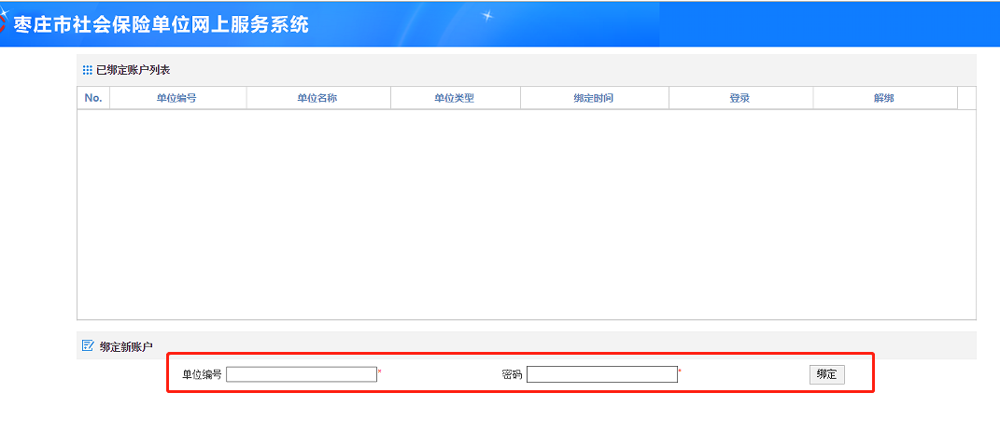 枣庄市社会保险单位网上服务系统
已绑定账户列表
No. 单位编号 单位名称 单位类型 绑定时间 登录 解绑
绑定新账户
单位编号 * 密码 * 绑定